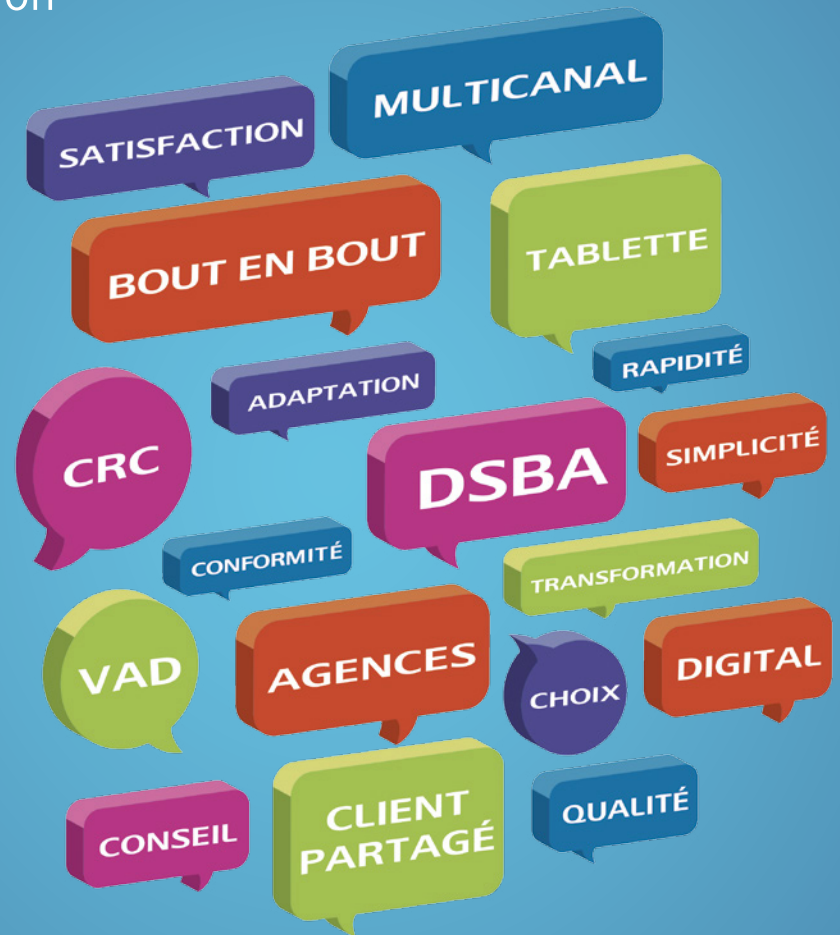 on
MULTICANAL
SATISFACTION
BOUT EN BOUT
TABLETTE
RAPIDITÉ
ADAPTATION
CRC
DSBA
SIMPLICITÉ
CONFORMITÉ
TRANSFORMATION
VAD
AGENCES
CHOIX
DIGITAL
CONSEIL
CLIENT
PARTAGÉ
QUALITÉ